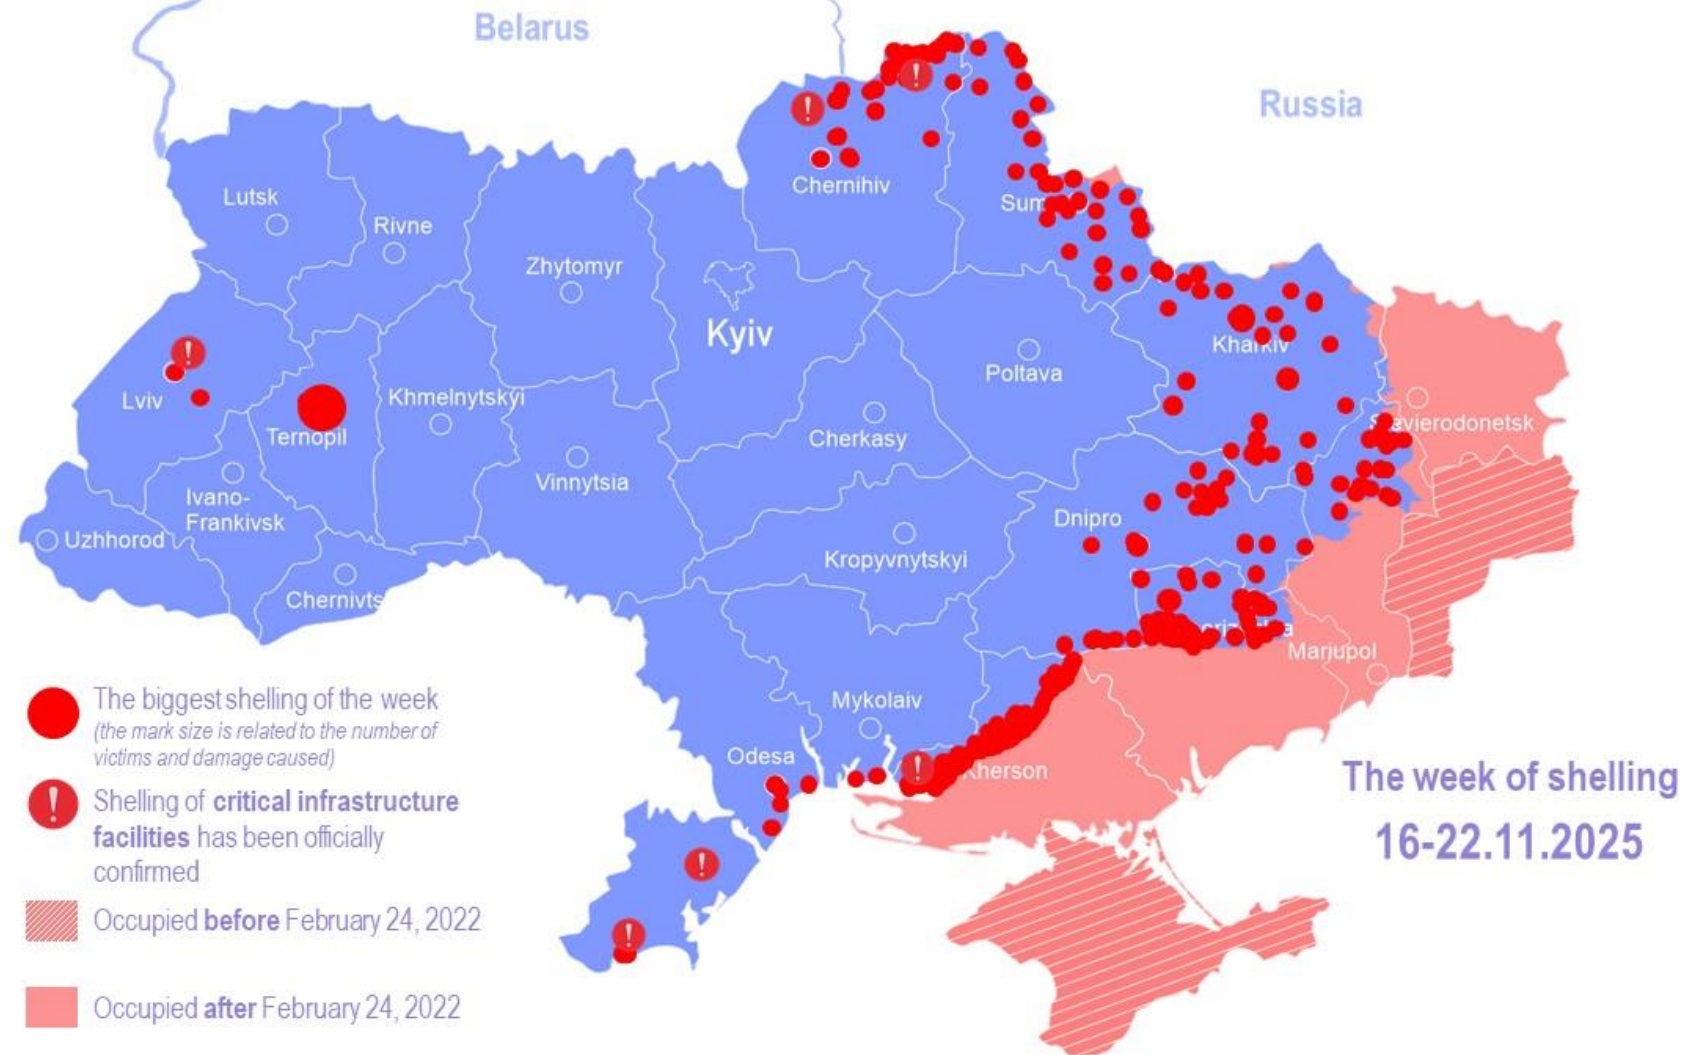 Belarus
Russia
Chernihiv
Lutsk
Rivne
Sum
Zhytomyr
Kyiv
Kharkiv
Poltava
Lviv
Khmelnytskyi
Ternopil
Cherkasy
Sievierodonetsk
Vinnytsia
Ivano-
Frankivsk
Dnipro
Uzhhorod
Kropyvnytskyi
Chernivts
Mariupol
Mykolaiv
Odesa
Kherson
The biggest shelling of the week
(the mark size is related to the number of
victims and damage caused)
Shelling of critical infrastructure
facilities has been officially
confirmed
Occupied before February 24, 2022
Occupied after February 24, 2022
The week of shelling
16-22.11.2025